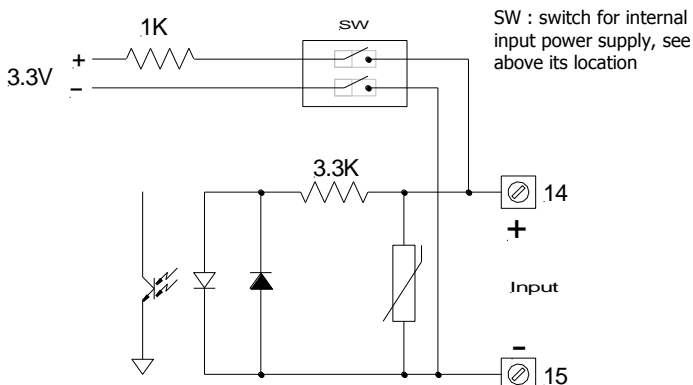 1K
SW
SW : switch for internal
input power supply, see
above its location
+
3.3V
−
3.3K
14
+
Input
−
15